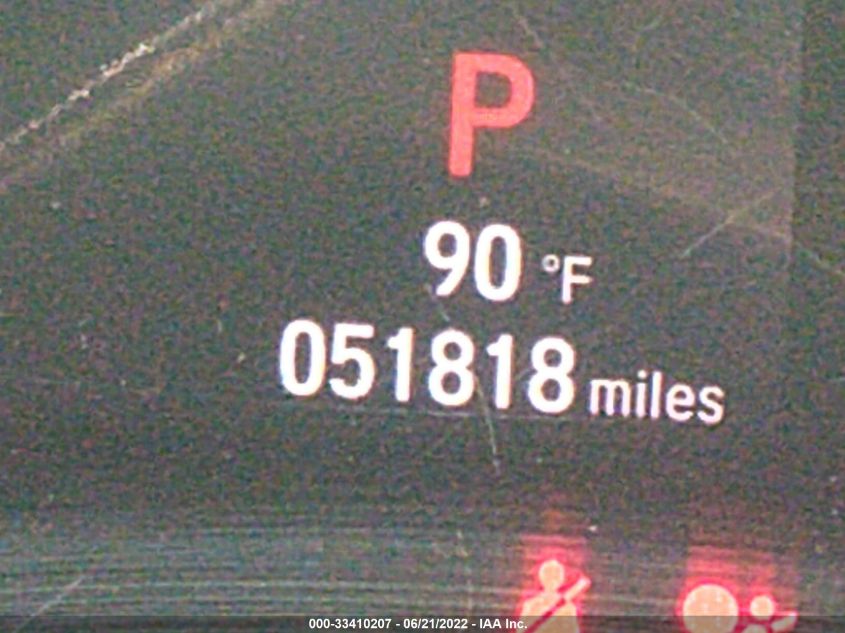 P
90 °F
051818 miles
000-33410207 - 06/21/2022 - IAA Inc.